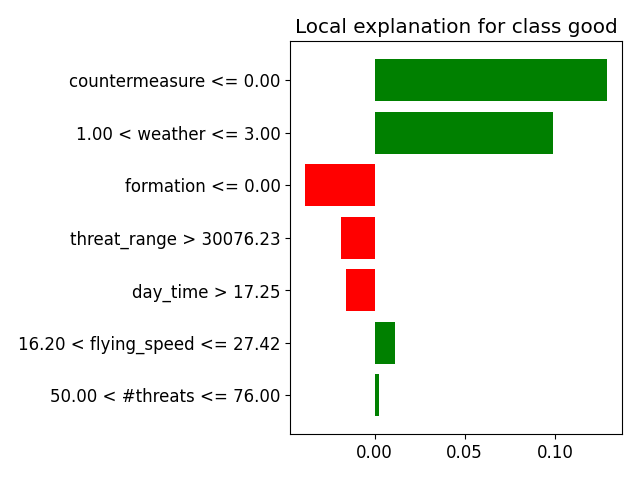 Local explanation for class good
countermeasure <= 0.00
1.00 < weather <= 3.00
formation <= 0.00
threat_range > 30076.23
day_time > 17.25
16.20 < flying_speed <= 27.42
50.00 < #threats <= 76.00
0.00 0.05 0.10